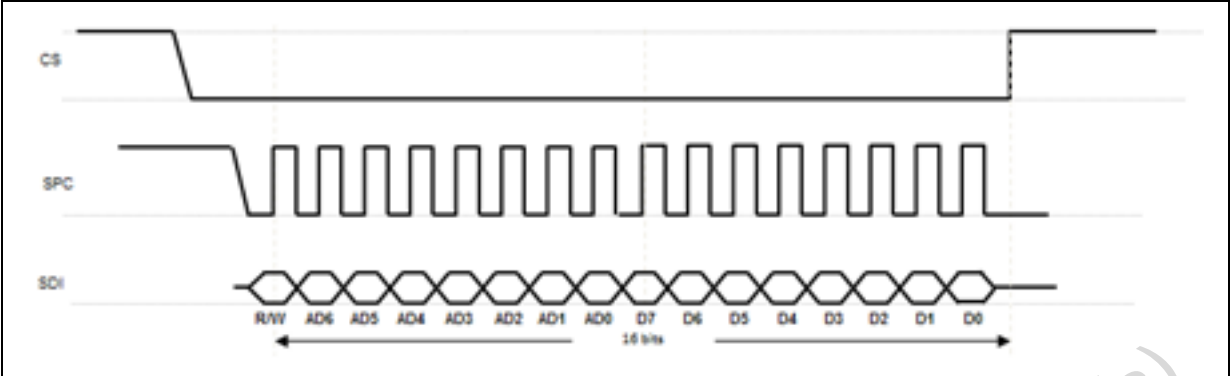 CS
SPC
SDI
R/W AD6 AD5 AD4 AD3 AD2 AD1 AD0 D7 D6 D5 D4 D3 D2 D1 D0
16 bits